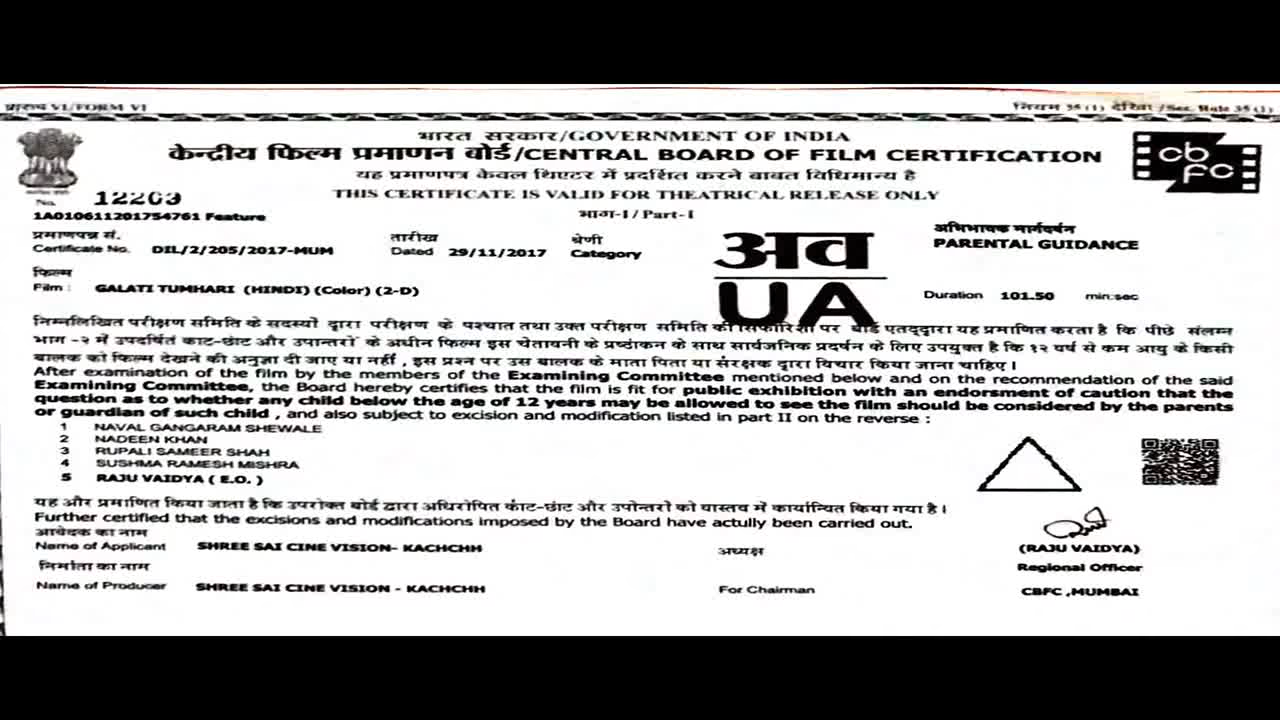 प्रारुप VI/FORM VI
नियम 35 (1) देखिए /See. Rule 35 (1)
भारत सरकार/GOVERNMENT OF INDIA
केन्द्रीय फिल्म प्रमाणन बोर्ड/CENTRAL BOARD OF FILM CERTIFICATION
cb
fc
यह प्रमाणपत्र केवल थिएटर में प्रदर्शित करने बाबत विधिमान्य है
THIS CERTIFICATE IS VALID FOR THEATRICAL RELEASE ONLY
No. 12203
1A010611201754761 Feature
भाग-I / Part-I
प्रमाणपत्र सं. तारीख श्रेणी अव अभिभावक मार्गदर्शन
Certificate No. DIL/2/205/2017-MUM Dated 29/11/2017 Category PARENTAL GUIDANCE
फिल्म
Film : GALATI TUMHARI (HINDI) (Color) (2-D) UA Duration 101.50 min:sec
निम्नलिखित परीक्षण समिति के सदस्यों द्वारा परीक्षण के पश्चात तथा उक्त परीक्षण समिति की सिफारिशों पर बोर्ड एतद्द्वारा यह प्रमाणित करता है कि पीछे संलग्न
भाग -२ में उपदर्षित काट-छांट और उपान्तरों के अधीन फिल्म इस चेतावनी के प्रष्ठांकन के साथ सार्वजनिक प्रदर्षन के लिए उपयुक्त है कि १२ वर्ष से कम आयु के किसी
बालक को फिल्म देखने की अनुज्ञा दी जाए या नहीं , इस प्रश्न पर उस बालक के माता पिता या संरक्षक द्वारा विचार किया जाना चाहिए ।
After examination of the film by the members of the Examining Committee mentioned below and on the recommendation of the said
Examining Committee, the Board hereby certifies that the film is fit for public exhibition with an endorsment of caution that the
question as to whether any child below the age of 12 years may be allowed to see the film should be considered by the parents
or guardian of such child , and also subject to excision and modification listed in part II on the reverse :
1 NAVAL GANGARAM SHEWALE
2 NADEEN KHAN
3 RUPALI SAMEER SHAH
4 SUSHMA RAMESH MISHRA
5 RAJU VAIDYA ( E.O. )
यह और प्रमाणित किया जाता है कि उपरोक्त बोर्ड द्वारा अधिरोपित कांट-छांट और उपोन्तरों को वास्तव में कार्यान्वित किया गया है ।
Further certified that the excisions and modifications imposed by the Board have actully been carried out.
आवेदक का नाम
Name of Applicant SHREE SAI CINE VISION- KACHCHH अध्यक्ष (RAJU VAIDYA)
निर्माता का नाम Regional Officer
Name of Producer SHREE SAI CINE VISION - KACHCHH For Chairman CBFC ,MUMBAI